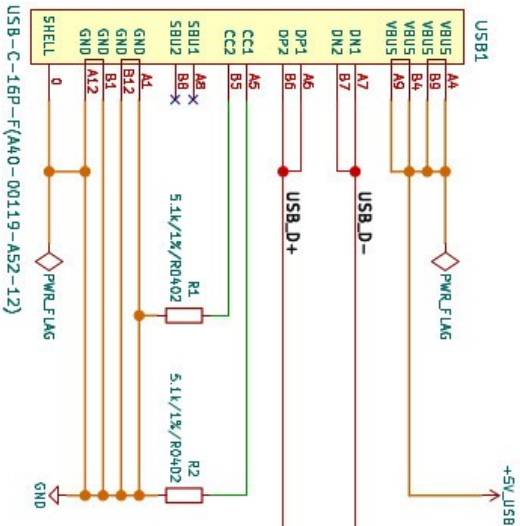 +5V_USB
USB1
VBUS A4
PWR_FLAG
VBUS B9
VBUS B4
VBUS A9
DN1 A7
USB_D-
DN2 B7
DP1 A6
DP2 B6
USB_D+
CC1 A5
CC2 B5
R1
R2
SBU1 A8
SBU2 B8
5.1k/1%/R0402
5.1k/1%/R0402
GND A1
GND B12
GND B1
GND A12
SHELL 0
PWR_FLAG
GND
USB-C-16P-F(A40-00119-A52-12)